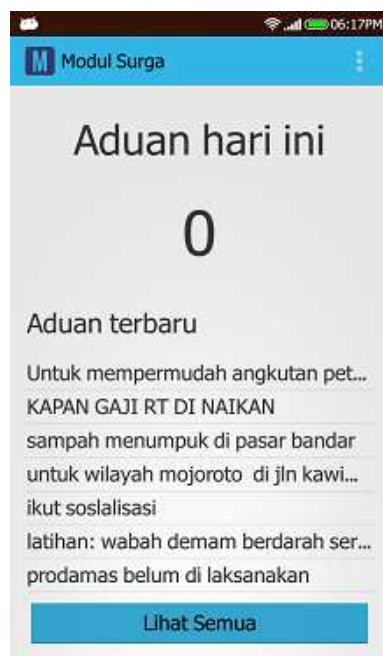 06:17PM
M Modul Surga
Aduan hari ini
0
Aduan terbaru
Untuk mempermudah angkutan pet...
KAPAN GAJI RT DI NAIKAN
sampah menumpuk di pasar bandar
untuk wilayah mojoroto di jln kawi...
ikut soslalisasi
latihan: wabah demam berdarah ser...
prodamas belum di laksanakan
Lihat Semua